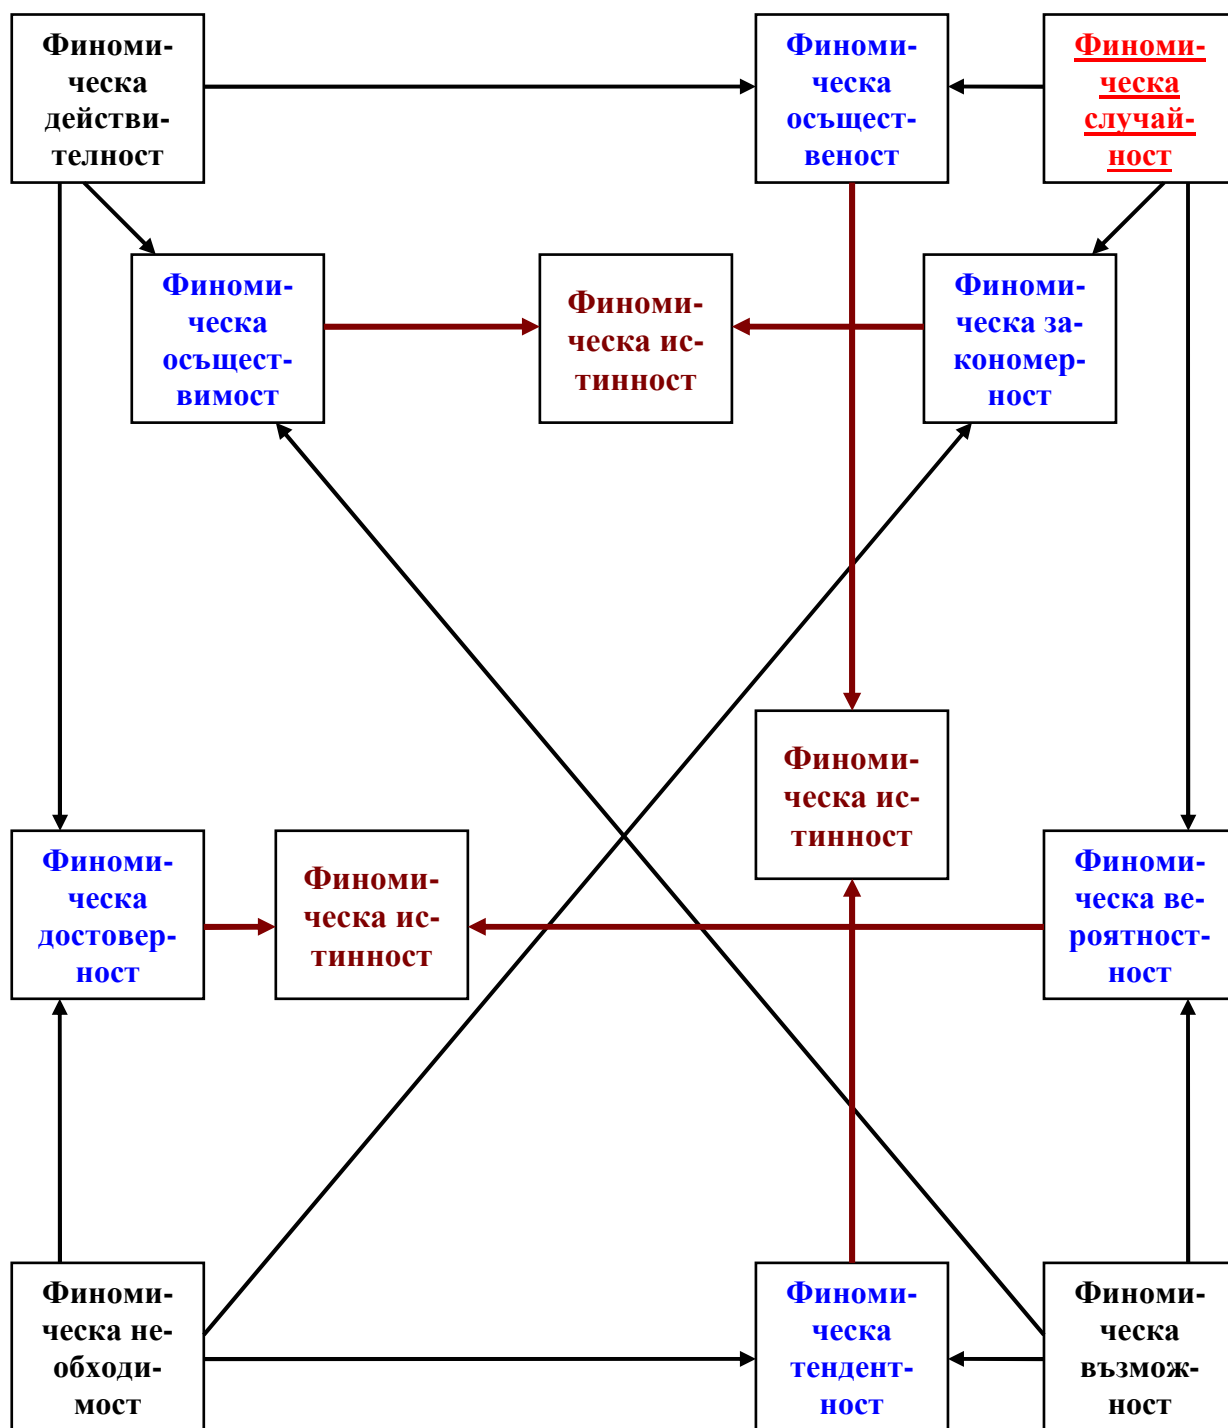 Финоми-
ческа
действи-
телност
Финоми-
ческа
осъщест-
веност
Финоми-
ческа
случай-
ност
Финоми-
ческа
осъщест-
вимост
Финоми-
ческа ис-
тинност
Финоми-
ческа за-
кономер-
ност
Финоми-
ческа ис-
тинност
Финоми-
ческа
достовер-
ност
Финоми-
ческа ис-
тинност
Финоми-
ческа ве-
роятност-
ност
Финоми-
ческа не-
обходи-
мост
Финоми-
ческа
тендент-
ност
Финоми-
ческа
възмож-
ност